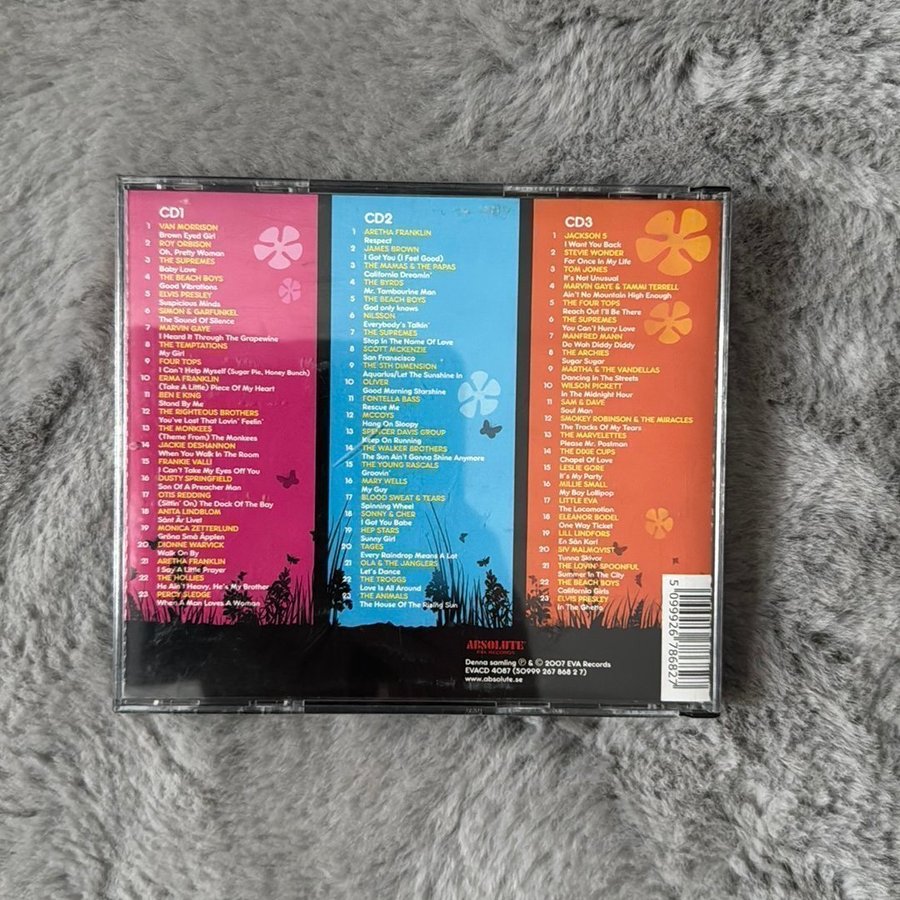 CD1
1 VAN MORRISON
Brown Eyed Girl
2 ROY ORBISON
Oh, Pretty Woman
3 THE SUPREMES
Baby Love
4 THE BEACH BOYS
Good Vibrations
5 ELVIS PRESLEY
Suspicious Minds
6 SIMON & GARFUNKEL
The Sound Of Silence
7 MARVIN GAYE
I Heard It Through The Grapewine
8 THE TEMPTATIONS
My Girl
9 FOUR TOPS
I Can't Help Myself (Sugar Pie, Honey Bunch)
10 ERMA FRANKLIN
(Take A Little) Piece Of My Heart
11 BEN E KING
Stand By Me
12 THE RIGHTEOUS BROTHERS
You've Lost That Lovin' Feelin'
13 THE MONKEES
(Theme From) The Monkees
14 JACKIE DESHANNON
When You Walk In The Room
15 FRANKIE VALLI
I Can't Take My Eyes Off You
16 DUSTY SPRINGFIELD
Son Of A Preacher Man
17 OTIS REDDING
(Sittin' On) The Dock Of The Bay
18 ANITA LINDBLOM
Sånt Är Livet
19 MONICA ZETTERLUND
Gröna Små Äpplen
20 DIONNE WARWICK
Walk On By
21 ARETHA FRANKLIN
I Say A Little Prayer
22 THE HOLLIES
He Ain't Heavy, He's My Brother
23 PERCY SLEDGE
When A Man Loves A Woman
CD2
1 ARETHA FRANKLIN
Respect
2 JAMES BROWN
I Got You (I Feel Good)
3 THE MAMAS & THE PAPAS
California Dreamin'
4 THE BYRDS
Mr. Tambourine Man
5 THE BEACH BOYS
God only knows
6 NILSSON
Everybody's Talkin'
7 THE SUPREMES
Stop In The Name Of Love
8 SCOTT MCKENZIE
San Franscisco
9 THE 5TH DIMENSION
Aquarius/Let The Sunshine In
10 OLIVER
Good Morning Starshine
11 FONTELLA BASS
Rescue Me
12 MCCOYS
Hang On Sloopy
13 SPENCER DAVIS GROUP
Keep On Running
14 THE WALKER BROTHERS
The Sun Ain't Gonna Shine Anymore
15 THE YOUNG RASCALS
Groovin'
16 MARY WELLS
My Guy
17 BLOOD SWEAT & TEARS
Spinning Wheel
18 SONNY & CHER
I Got You Babe
19 HEP STARS
Sunny Girl
20 TAGES
Every Raindrop Means A Lot
21 OLA & THE JANGLERS
Let's Dance
22 THE TROGGS
Love Is All Around
23 THE ANIMALS
The House Of The Rising Sun
CD3
1 JACKSON 5
I Want You Back
2 STEVIE WONDER
For Once In My Life
3 TOM JONES
It's Not Unusual
4 MARVIN GAYE & TAMMI TERRELL
Ain't No Mountain High Enough
5 THE FOUR TOPS
Reach Out I'll Be There
6 THE SUPREMES
You Can't Hurry Love
7 MANFRED MANN
Do Wah Diddy Diddy
8 THE ARCHIES
Sugar Sugar
9 MARTHA & THE VANDELLAS
Dancing In The Streets
10 WILSON PICKETT
In The Midnight Hour
11 SAM & DAVE
Soul Man
12 SMOKEY ROBINSON & THE MIRACLES
The Tracks Of My Tears
13 THE MARVELETTES
Please Mr. Postman
14 THE DIXIE CUPS
Chapel Of Love
15 LESLIE GORE
It's My Party
16 MILLIE SMALL
My Boy Lollipop
17 LITTLE EVA
The Locomotion
18 ELEANOR BODEL
One Way Ticket
19 LILL LINDFORS
En Sån Karl
20 SIV MALMQVIST
Tunna Skivor
21 THE LOVIN' SPOONFUL
Summer In The City
22 THE BEACH BOYS
California Girls
23 ELVIS PRESLEY
In The Ghetto
ABSOLUTE
EVA RECORDS
Denna samling ℗ & © 2007 EVA Records
EVACD 4087 (50999 267 868 2 7)
www.absolute.se
5 099926 786827